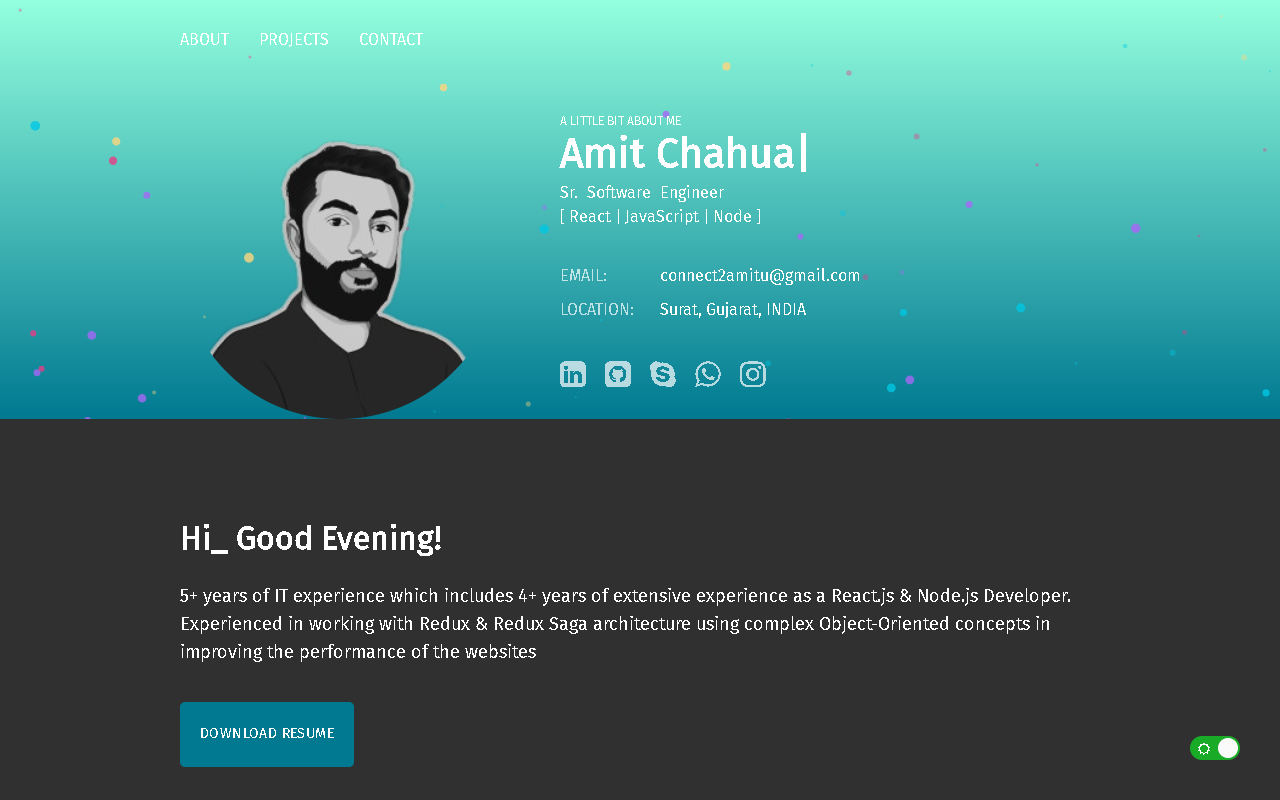 ABOUT PROJECTS CONTACT
A LITTLE BIT ABOUT ME
Amit Chahua|
Sr. Software Engineer
[ React | JavaScript | Node ]
EMAIL: connect2amitu@gmail.com
LOCATION: Surat, Gujarat, INDIA
Hi_ Good Evening!
5+ years of IT experience which includes 4+ years of extensive experience as a React.js & Node.js Developer.
Experienced in working with Redux & Redux Saga architecture using complex Object-Oriented concepts in
improving the performance of the websites
DOWNLOAD RESUME